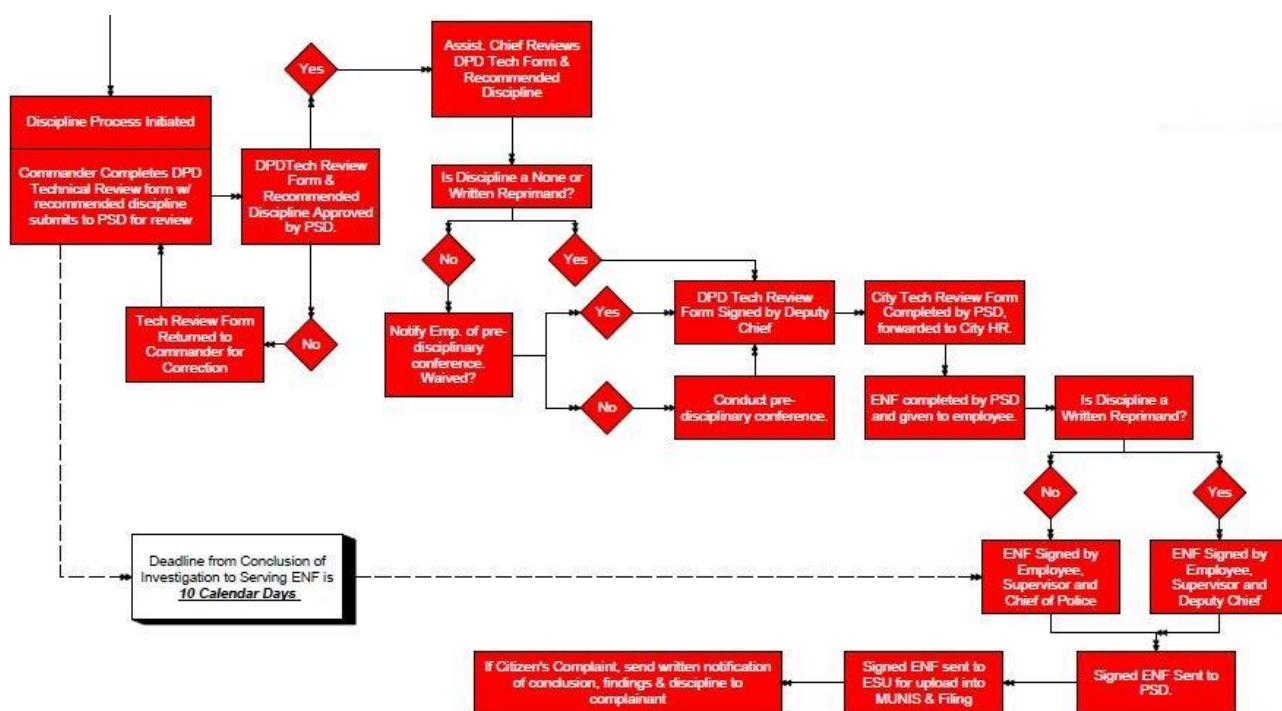 Discipline Process Initiated
Commander Completes DPD
Technical Review form w/
recommended discipline
submits to PSD for review
Yes
DPDTech Review
Form &
Recommended
Discipline Approved
by PSD.
No
Tech Review Form
Returned to
Commander for
Correction
Assist. Chief Reviews
DPD Tech Form &
Recommended
Discipline
Is Discipline a None or
Written Reprimand?
No
Yes
Notify Emp. of pre-
disciplinary
conference.
Waived?
Yes
No
DPD Tech Review
Form Signed by Deputy
Chief
Conduct pre-
disciplinary conference.
City Tech Review Form
Completed by PSD,
forwarded to City HR.
ENF completed by PSD
and given to employee.
Is Discipline a
Written Reprimand?
No
Yes
Deadline from Conclusion of
Investigation to Serving ENF is
10 Calendar Days
ENF Signed by
Employee,
Supervisor and
Chief of Police
ENF Signed by
Employee,
Supervisor and
Deputy Chief
Signed ENF Sent to
PSD.
Signed ENF sent to
ESU for upload into
MUNIS & Filing
If Citizen's Complaint, send written notification
of conclusion, findings & discipline to
complainant